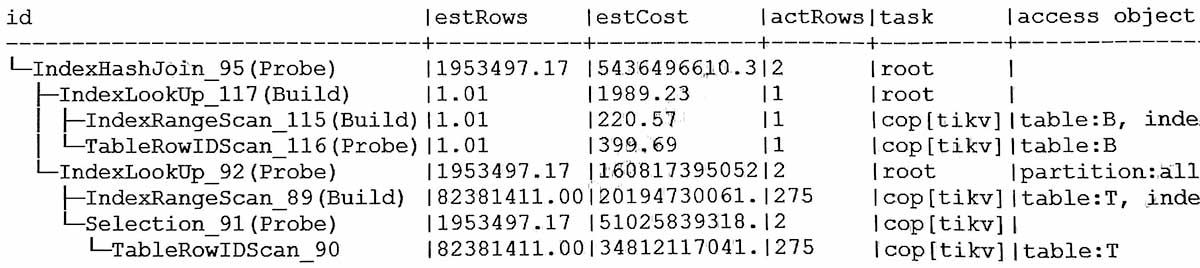 id |estRows |estCost |actRows|task |access object
--------------------------------+-----------+------------+-------+---------+--------------
└─IndexHashJoin_95(Probe) |1953497.17 |5436496610.3|2 |root |
  ├─IndexLookUp_117(Build) |1.01 |1989.23 |1 |root |
  │ ├─IndexRangeScan_115(Build)|1.01 |220.57 |1 |cop[tikv]|table:B, inde
  │ └─TableRowIDScan_116(Probe)|1.01 |399.69 |1 |cop[tikv]|table:B
  └─IndexLookUp_92(Probe) |1953497.17 |160817395052|2 |root |partition:all
    ├─IndexRangeScan_89(Build) |82381411.00|20194730061.|275 |cop[tikv]|table:T, inde
    └─Selection_91(Probe) |1953497.17 |51025839318.|2 |cop[tikv]|
      └─TableRowIDScan_90 |82381411.00|34812117041.|275 |cop[tikv]|table:T